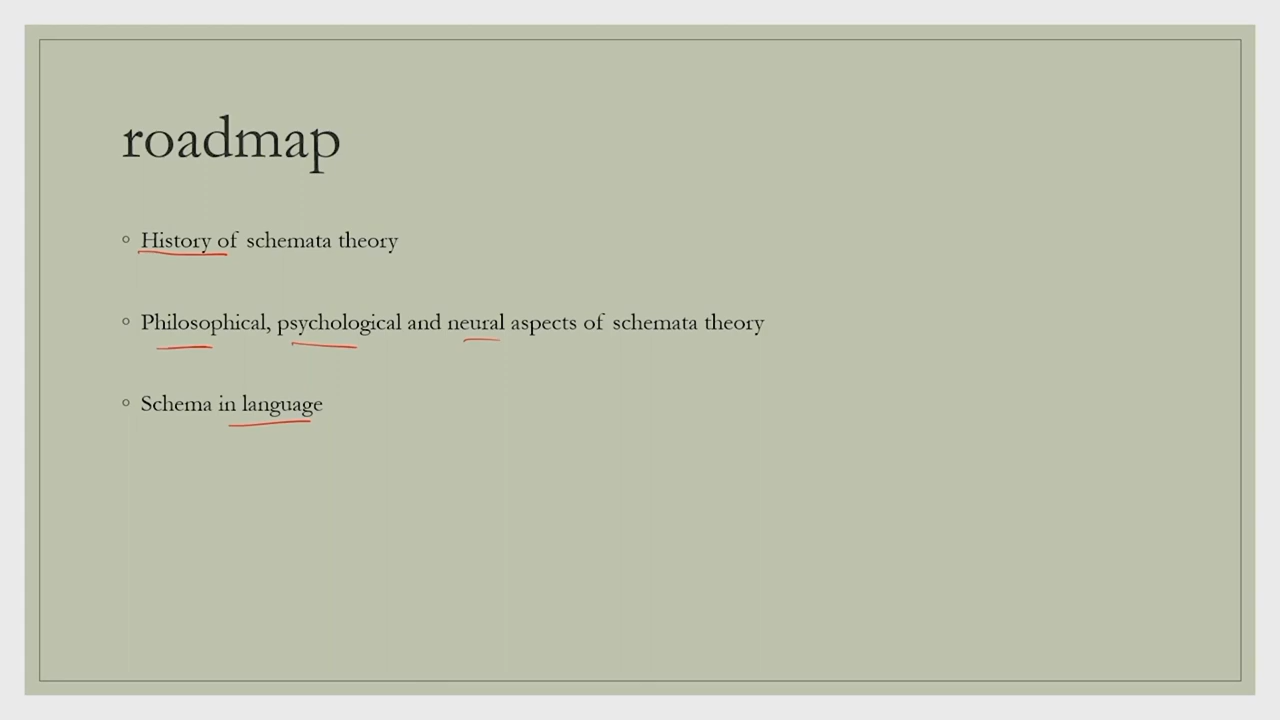 roadmap
History of schemata theory
Philosophical, psychological and neural aspects of schemata theory
Schema in language